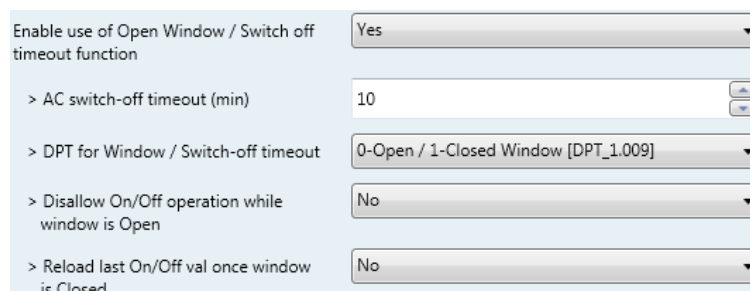 Enable use of Open Window / Switch off
Yes
timeout function
> AC switch-off timeout (min)
10
> DPT for Window / Switch-off timeout
0-Open / 1-Closed Window [DPT_1.009]
> Disallow On/Off operation while
No
window is Open
> Reload last On/Off val once window
No
is Closed